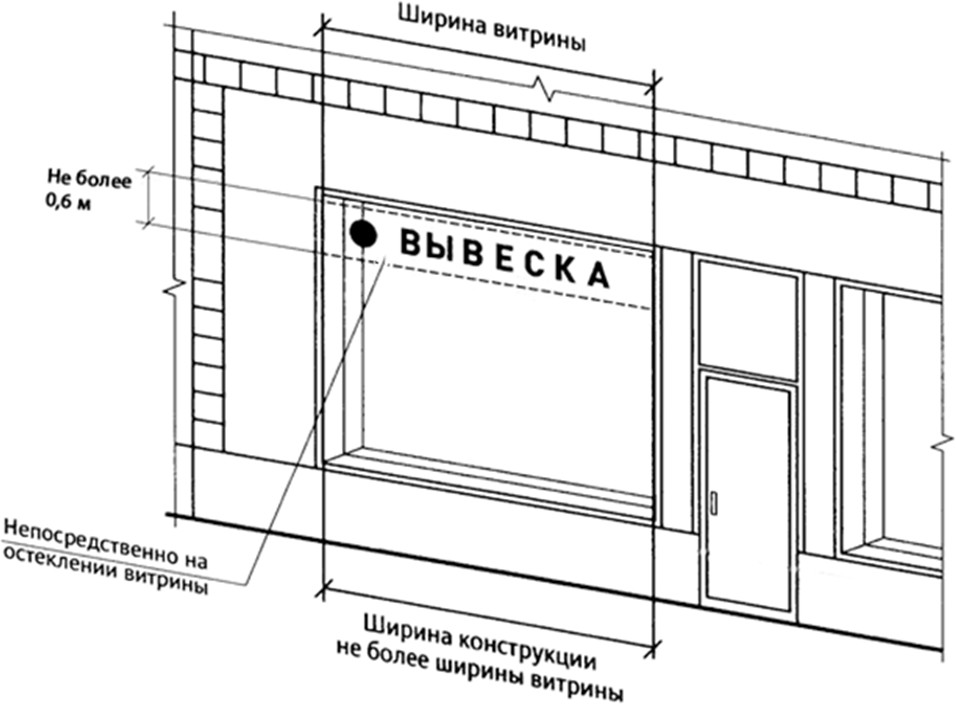 Ширина витрины
Не более
0,6 м
ВЫВЕСКА
Непосредственно на
остеклении витрины
Ширина конструкции
не более ширины витрины